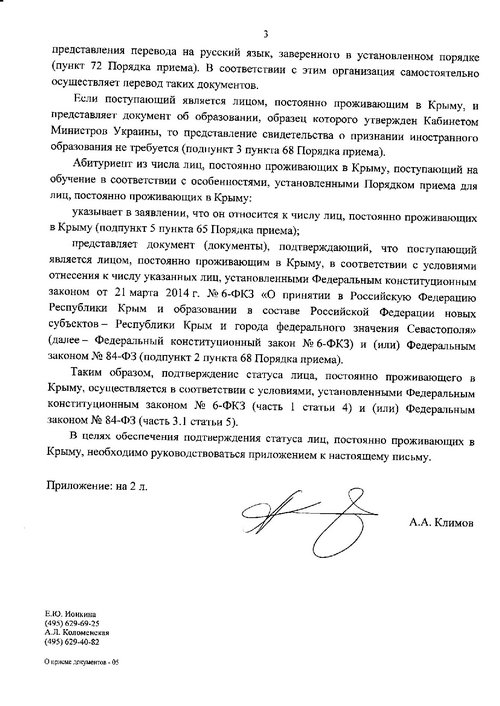 3
представления перевода на русский язык, заверенного в установленном порядке
(пункт 72 Порядка приема). В соответствии с этим организация самостоятельно
осуществляет перевод таких документов.
Если поступающий является лицом, постоянно проживающим в Крыму, и
представляет документ об образовании, образец которого утвержден Кабинетом
Министров Украины, то представление свидетельства о признании иностранного
образования не требуется (подпункт 3 пункта 68 Порядка приема).
Абитуриент из числа лиц, постоянно проживающих в Крыму, поступающий на
обучение в соответствии с особенностями, установленными Порядком приема для
лиц, постоянно проживающих в Крыму:
указывает в заявлении, что он относится к числу лиц, постоянно проживающих
в Крыму (подпункт 5 пункта 65 Порядка приема);
представляет документ (документы), подтверждающий, что поступающий
является лицом, постоянно проживающим в Крыму, в соответствии с условиями
отнесения к числу указанных лиц, установленными Федеральным конституционным
законом от 21 марта 2014 г. № 6-ФКЗ «О принятии в Российскую Федерацию
Республики Крым и образовании в составе Российской Федерации новых
субъектов – Республики Крым и города федерального значения Севастополя»
(далее – Федеральный конституционный закон № 6-ФКЗ) и (или) Федеральным
законом № 84-ФЗ (подпункт 2 пункта 68 Порядка приема).
Таким образом, подтверждение статуса лица, постоянно проживающего в
Крыму, осуществляется в соответствии с условиями, установленными Федеральным
конституционным законом № 6-ФКЗ (часть 1 статьи 4) и (или) Федеральным
законом № 84-ФЗ (часть 3.1 статьи 5).
В целях обеспечения подтверждения статуса лиц, постоянно проживающих в
Крыму, необходимо руководствоваться приложением к настоящему письму.
Приложение: на 2 л.
А.А. Климов
Е.Ю. Ионкина
(495) 629-69-25
А.Л. Коломенская
(495) 629-40-82
О приеме документов - 05